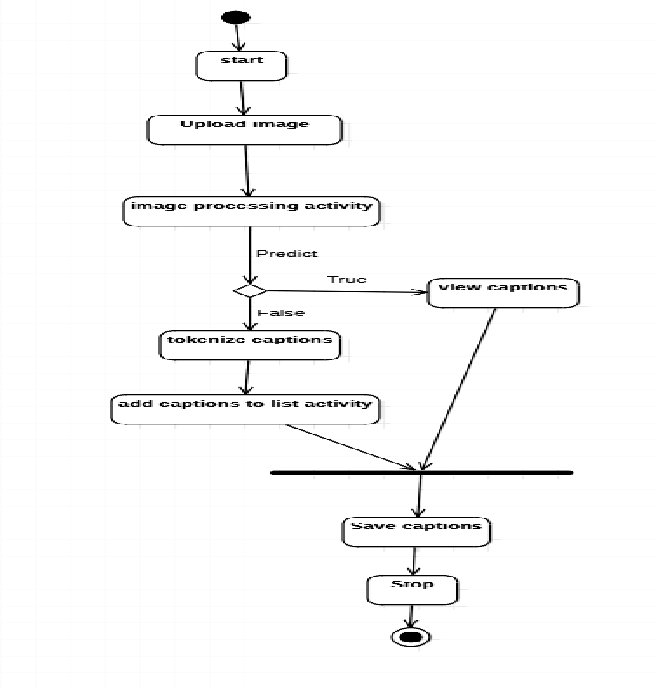 start
Upload image
image processing activity
Predict
True
view captions
False
tokenize captions
add captions to list activity
Save captions
Stop